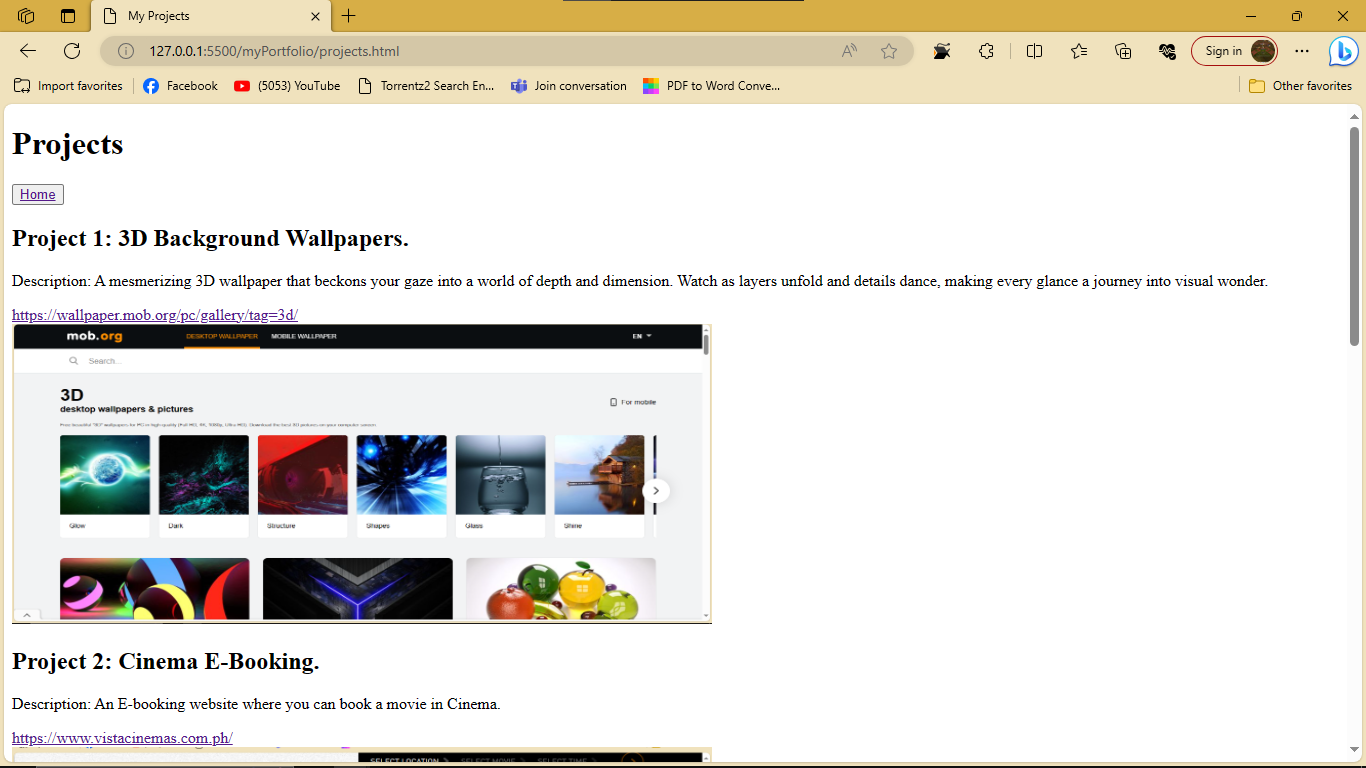 My Projects
127.0.0.1:5500/myPortfolio/projects.html
Sign in
Import favorites
Facebook
(5053) YouTube
Torrentz2 Search En...
Join conversation
PDF to Word Conve...
Other favorites
Projects
Home
Project 1: 3D Background Wallpapers.
Description: A mesmerizing 3D wallpaper that beckons your gaze into a world of depth and dimension. Watch as layers unfold and details dance, making every glance a journey into visual wonder.
https://wallpaper.mob.org/pc/gallery/tag=3d/
mob.org
DESKTOP WALLPAPER
MOBILE WALLPAPER
EN
Search...
3D
desktop wallpapers & pictures
For mobile
Glow
Dark
Structure
Shapes
Glass
Shine
Project 2: Cinema E-Booking.
Description: An E-booking website where you can book a movie in Cinema.
https://www.vistacinemas.com.ph/
SELECT LOCATION
SELECT MOVIE
SELECT TIME